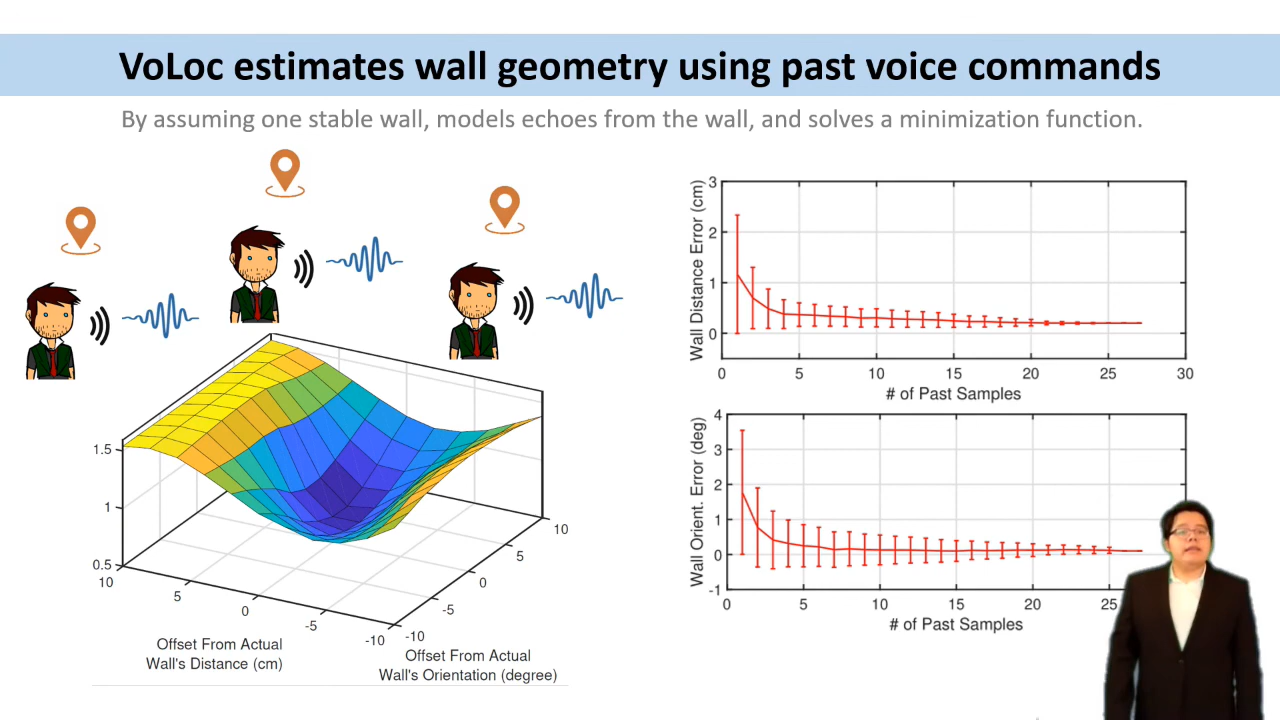 VoLoc estimates wall geometry using past voice commands
By assuming one stable wall, models echoes from the wall, and solves a minimization function.
1.5
1
0.5
10
5
0
-5
-10
-10
-5
0
5
10
Offset From Actual
Wall's Distance (cm)
Offset From Actual
Wall's Orientation (degree)
Wall Distance Error (cm)
3
2
1
0
0 5 10 15 20 25 30
# of Past Samples
Wall Orient. Error (deg)
4
3
2
1
0
-1
0 5 10 15 20 25
# of Past Samples